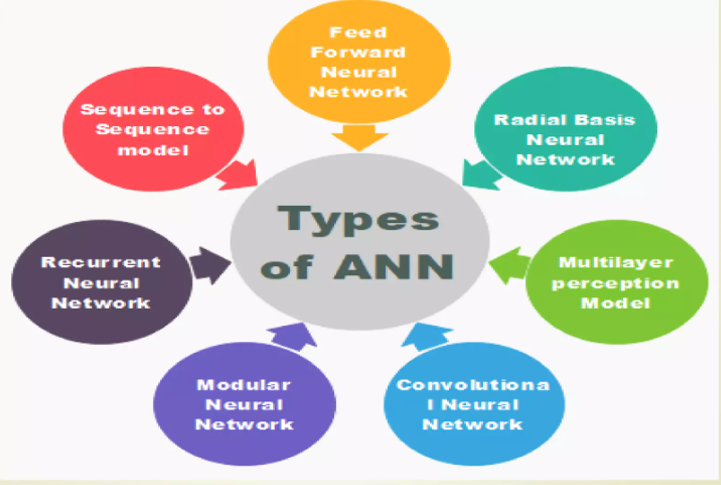 Feed
Forward
Neural
Network
Sequence to
Sequence
model
Radial Basis
Neural
Network
Types
of ANN
Recurrent
Neural
Network
Multilayer
perception
Model
Modular
Neural
Network
Convolutiona
l Neural
Network